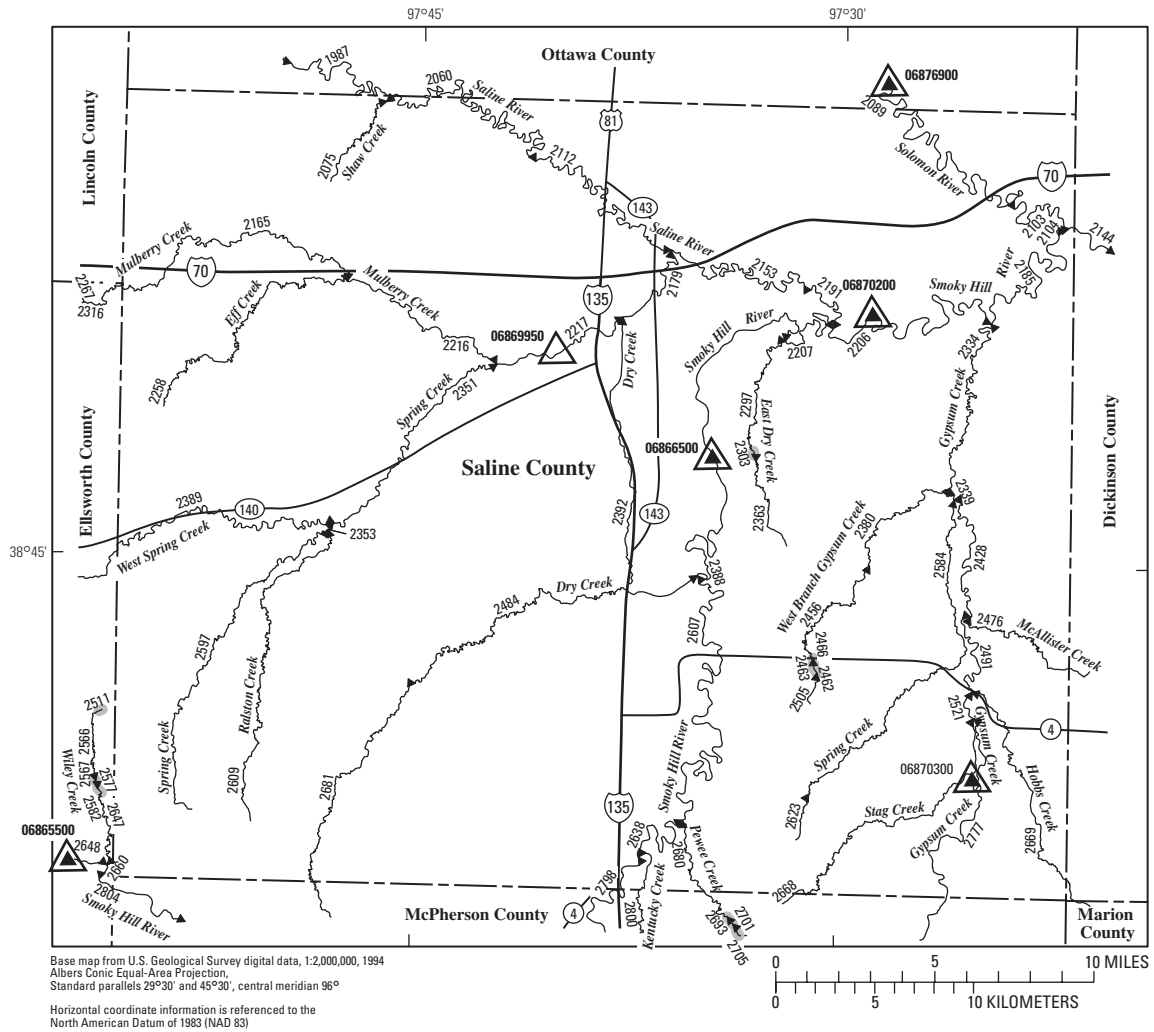 97°45'
97°30'
Ottawa County
1987
2060
Saline River
81
06876900
2089
Lincoln County
2075
Shaw Creek
2112
Solomon River
70
143
2103
2104
2144
Mulberry Creek
2165
Saline River
River
2185
70
2267
2316
Eff Creek
Mulberry Creek
2179
2153
2191
06870200
Smoky Hill
135
2258
2216
06869950
2217
Dry Creek
Smoky Hill River
2207
2206
2334
Spring Creek
2351
2297
East Dry Creek
Gypsum Creek
Ellsworth County
Saline County
06866500
2303
Dickinson County
2389
140
2392
143
2363
2339
West Branch Gypsum Creek
2380
38°45'
West Spring Creek
2353
2584
2428
Dry Creek
2388
2484
2456
2476
McAllister Creek
2597
2607
2466
2463
2462
2491
Ralston Creek
2505
2511
2521
4
2566
Spring Creek
Gypsum Creek
Wiley Creek
2567
2577
2582
2647
2609
2681
Smoky Hill River
Spring Creek
06870300
Hobbs Creek
135
2623
Stag Creek
06865500
2648
2638
2680
Pewee Creek
Gypsum Creek
2777
2669
2660
2804
Smoky Hill River
2798
2668
McPherson County
4
2800
Kentucky Creek
2693
2701
2705
Marion
County
Base map from U.S. Geological Survey digital data, 1:2,000,000, 1994
Albers Conic Equal-Area Projection,
Standard parallels 29°30' and 45°30', central meridian 96°
Horizontal coordinate information is referenced to the
North American Datum of 1983 (NAD 83)
0 5 10 MILES
0 5 10 KILOMETERS